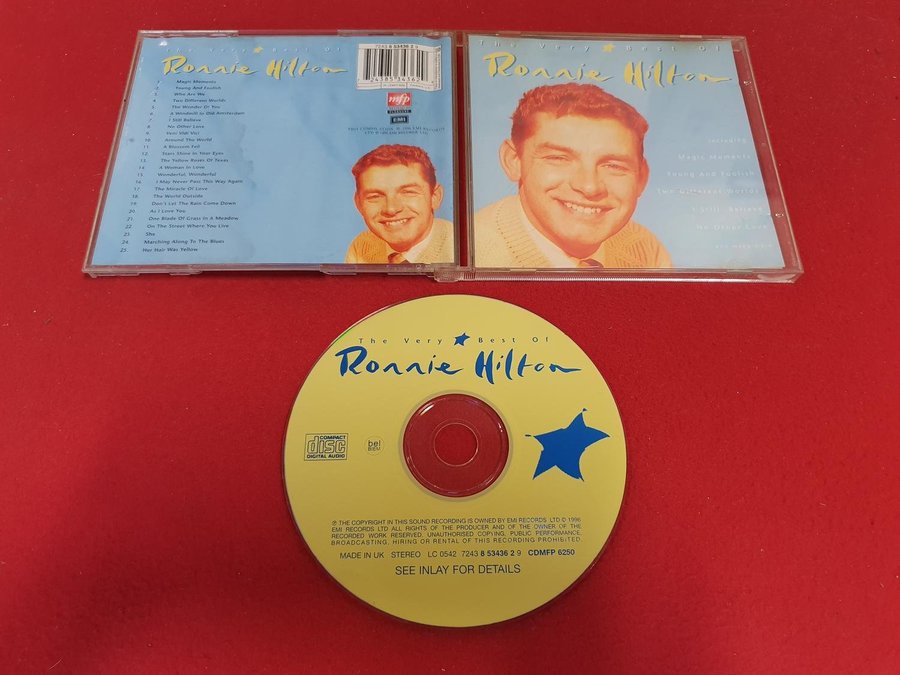 The Very Best Of
Ronnie Hilton
7243 8 53436 2 9
1. Magic Moments
2. Young And Foolish
3. Who Are We
4. Two Different Worlds
5. The Wonder Of You
6. A Windmill In Old Amsterdam
7. I Still Believe
8. No Other Love
9. Veni Vidi Vici
10. Around The World
11. A Blossom Fell
12. Tears Shine In Your Eyes
13. The Yellow Roses Of Texas
14. A Woman In Love
15. Wonderful, Wonderful
16. I May Never Pass This Way Again
17. The Miracle Of Love
18. The World Outside
19. Don't Let The Rain Come Down
20. As I Love You
21. One Blade Of Grass In A Meadow
22. On The Street Where You Live
23. She
24. Marching Along To The Blues
25. Her Hair Was Yellow
mfp
EMI
The Very Best Of
Ronnie Hilton
including
Magic Moments
Young And Foolish
Two Different Worlds
I Still Believe
No Other Love
The Very Best Of
Ronnie Hilton
COMPACT
disc
DIGITAL AUDIO
bel
BIEM
℗ THE COPYRIGHT IN THIS SOUND RECORDING IS OWNED BY EMI RECORDS LTD © 1996
EMI RECORDS LTD ALL RIGHTS OF THE PRODUCER AND OF THE OWNER OF THE
RECORDED WORK RESERVED. UNAUTHORISED COPYING, PUBLIC PERFORMANCE,
BROADCASTING, HIRING OR RENTAL OF THIS RECORDING PROHIBITED.
MADE IN UK STEREO LC 0542 7243 8 53436 2 9 CDMFP 6250
SEE INLAY FOR DETAILS